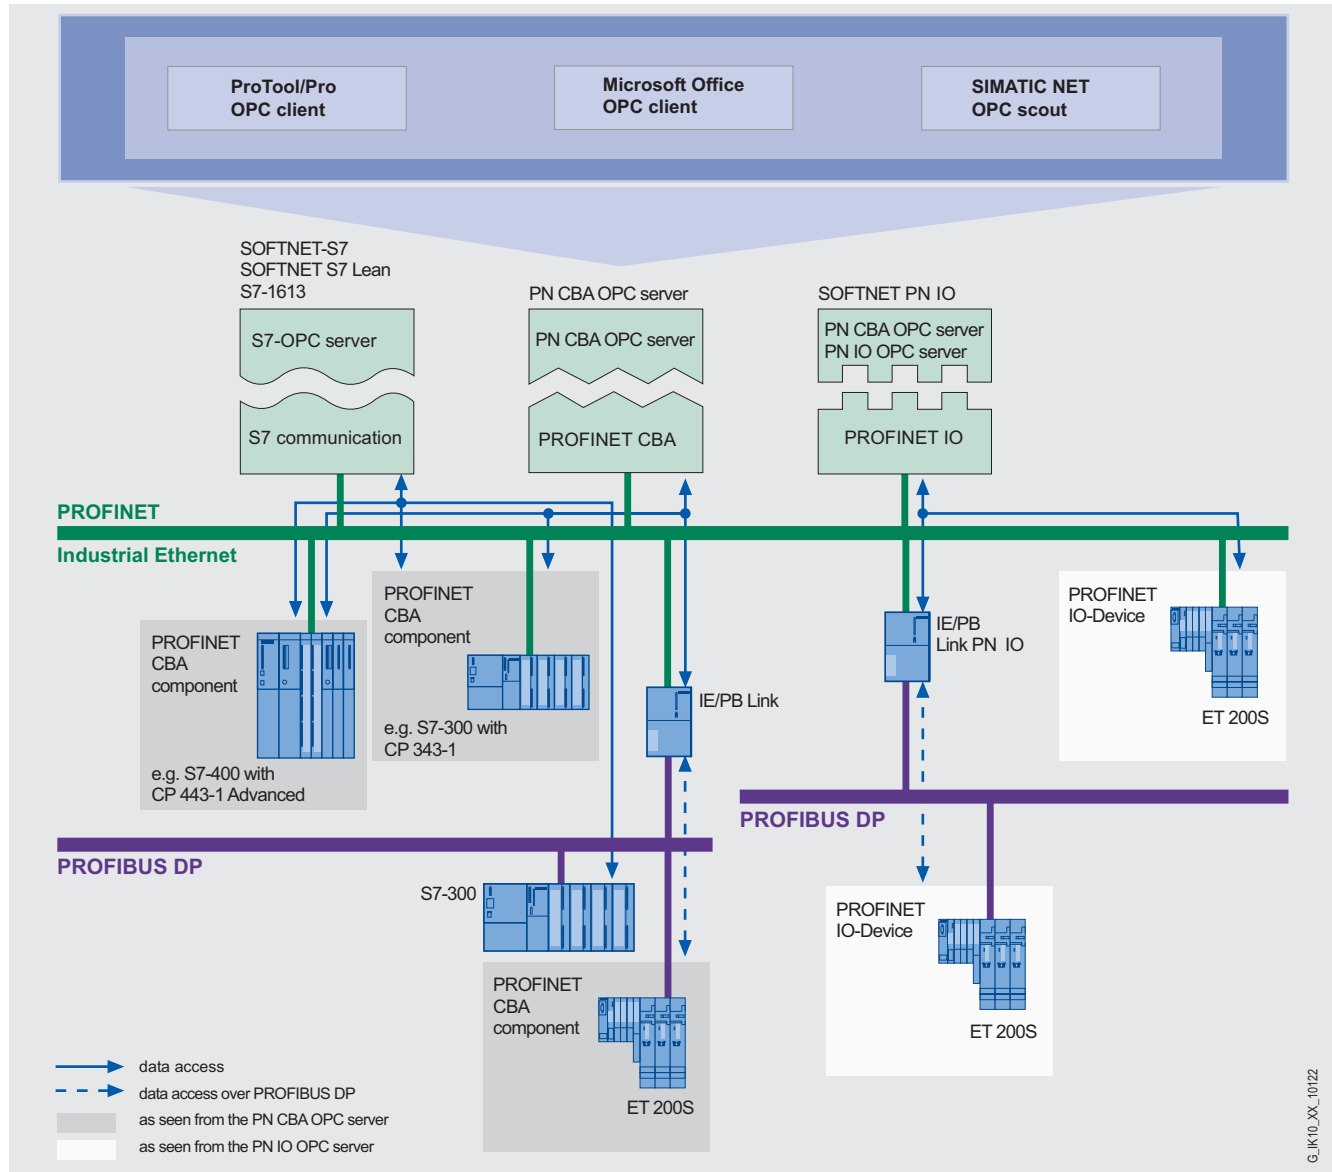 ProTool/Pro
OPC client
Microsoft Office
OPC client
SIMATIC NET
OPC scout
SOFTNET-S7
SOFTNET S7 Lean
S7-1613
PN CBA OPC server
SOFTNET PN IO
S7-OPC server
PN CBA OPC server
PN CBA OPC server
PN IO OPC server
S7 communication
PROFINET CBA
PROFINET IO
PROFINET
Industrial Ethernet
PROFINET
CBA
component
e.g. S7-400 with
CP 443-1 Advanced
PROFINET
CBA
component
e.g. S7-300 with
CP 343-1
IE/PB Link
IE/PB
Link PN IO
PROFINET
IO-Device
ET 200S
PROFIBUS DP
PROFIBUS DP
S7-300
PROFINET
CBA
component
ET 200S
PROFINET
IO-Device
ET 200S
data access
data access over PROFIBUS DP
as seen from the PN CBA OPC server
as seen from the PN IO OPC server
G_IK10_XX_10122